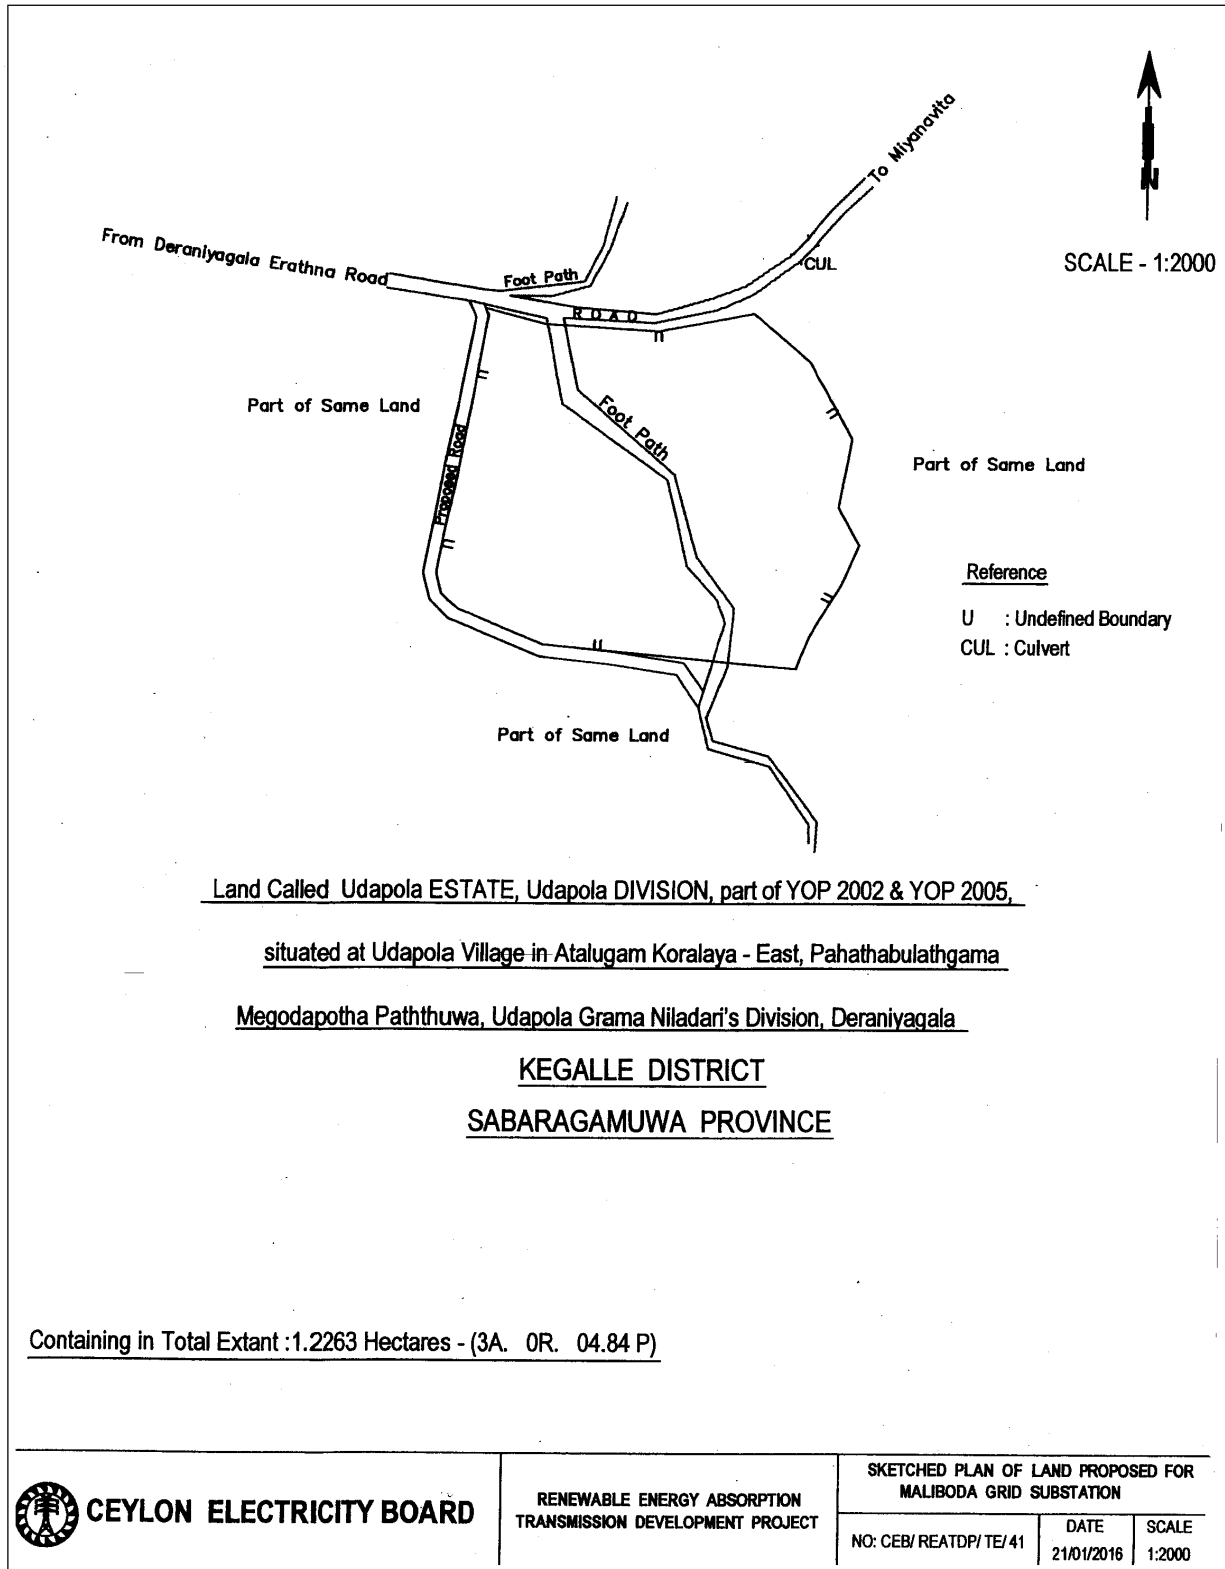 To Miyanavita
N
From Deraniyagala Erathna Road
Foot Path
CUL
SCALE - 1:2000
ROAD
U
U
Part of Same Land
Foot Path
U
Proposed Road
Part of Same Land
U
Reference
U : Undefined Boundary
CUL : Culvert
U
U
Part of Same Land
Land Called Udapola ESTATE, Udapola DIVISION, part of YOP 2002 & YOP 2005,
situated at Udapola Village in Atalugam Koralaya - East, Pahathabulathgama
Megodapotha Paththuwa, Udapola Grama Niladari's Division, Deraniyagala
KEGALLE DISTRICT
SABARAGAMUWA PROVINCE
Containing in Total Extant :1.2263 Hectares - (3A. 0R. 04.84 P)
CEYLON ELECTRICITY BOARD
RENEWABLE ENERGY ABSORPTION
TRANSMISSION DEVELOPMENT PROJECT
SKETCHED PLAN OF LAND PROPOSED FOR
MALIBODA GRID SUBSTATION
NO: CEB/ REATDP/ TE/ 41
DATE
21/01/2016
SCALE
1:2000